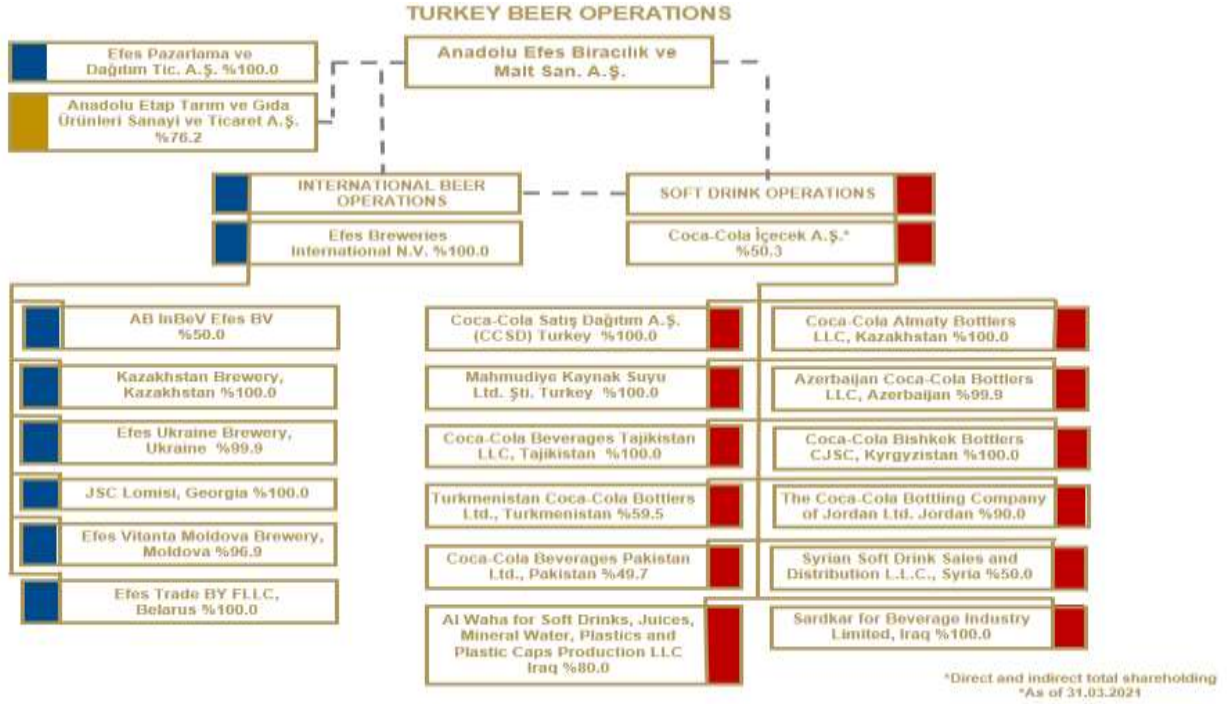 TURKEY BEER OPERATIONS
Efes Pazarlama ve
Dağıtım Tic. A.Ş. %100.0
Anadolu Efes Biracılık ve
Malt San. A.Ş.
Anadolu Etap Tarım ve Gıda
Ürünleri Sanayi ve Ticaret A.Ş.
%76.2
INTERNATIONAL BEER
OPERATIONS
SOFT DRINK OPERATIONS
Efes Breweries
International N.V. %100.0
Coca-Cola İçecek A.Ş.*
%50.3
AB InBeV Efes BV
%50.0
Kazakhstan Brewery,
Kazakhstan %100.0
Efes Ukraine Brewery,
Ukraine %99.9
JSC Lomisi, Georgia %100.0
Efes Vitanta Moldova Brewery,
Moldova %96.9
Efes Trade BY FLLC,
Belarus %100.0
Coca-Cola Satış Dağıtım A.Ş.
(CCSD) Turkey %100.0
Mahmudiye Kaynak Suyu
Ltd. Şti. Turkey %100.0
Coca-Cola Beverages Tajikistan
LLC, Tajikistan %100.0
Turkmenistan Coca-Cola Bottlers
Ltd., Turkmenistan %59.5
Coca-Cola Beverages Pakistan
Ltd., Pakistan %49.7
Al Waha for Soft Drinks, Juices,
Mineral Water, Plastics and
Plastic Caps Production LLC
Iraq %80.0
Coca-Cola Almaty Bottlers
LLC, Kazakhstan %100.0
Azerbaijan Coca-Cola Bottlers
LLC, Azerbaijan %99.9
Coca-Cola Bishkek Bottlers
CJSC, Kyrgyzistan %100.0
The Coca-Cola Bottling Company
of Jordan Ltd. Jordan %90.0
Syrian Soft Drink Sales and
Distribution L.L.C., Syria %50.0
Sardkar for Beverage Industry
Limited, Iraq %100.0
*Direct and indirect total shareholding
*As of 31.03.2021